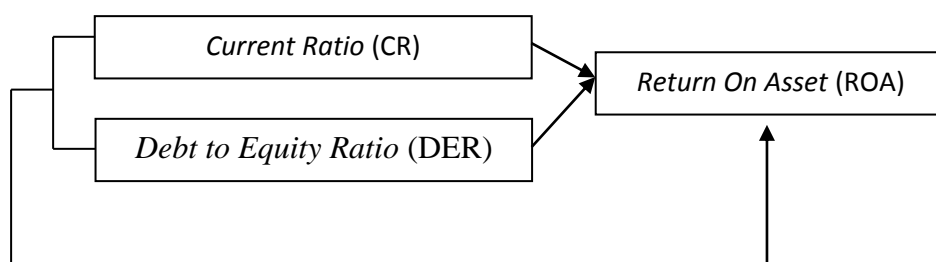 Current Ratio (CR)
Return On Asset (ROA)
Debt to Equity Ratio (DER)